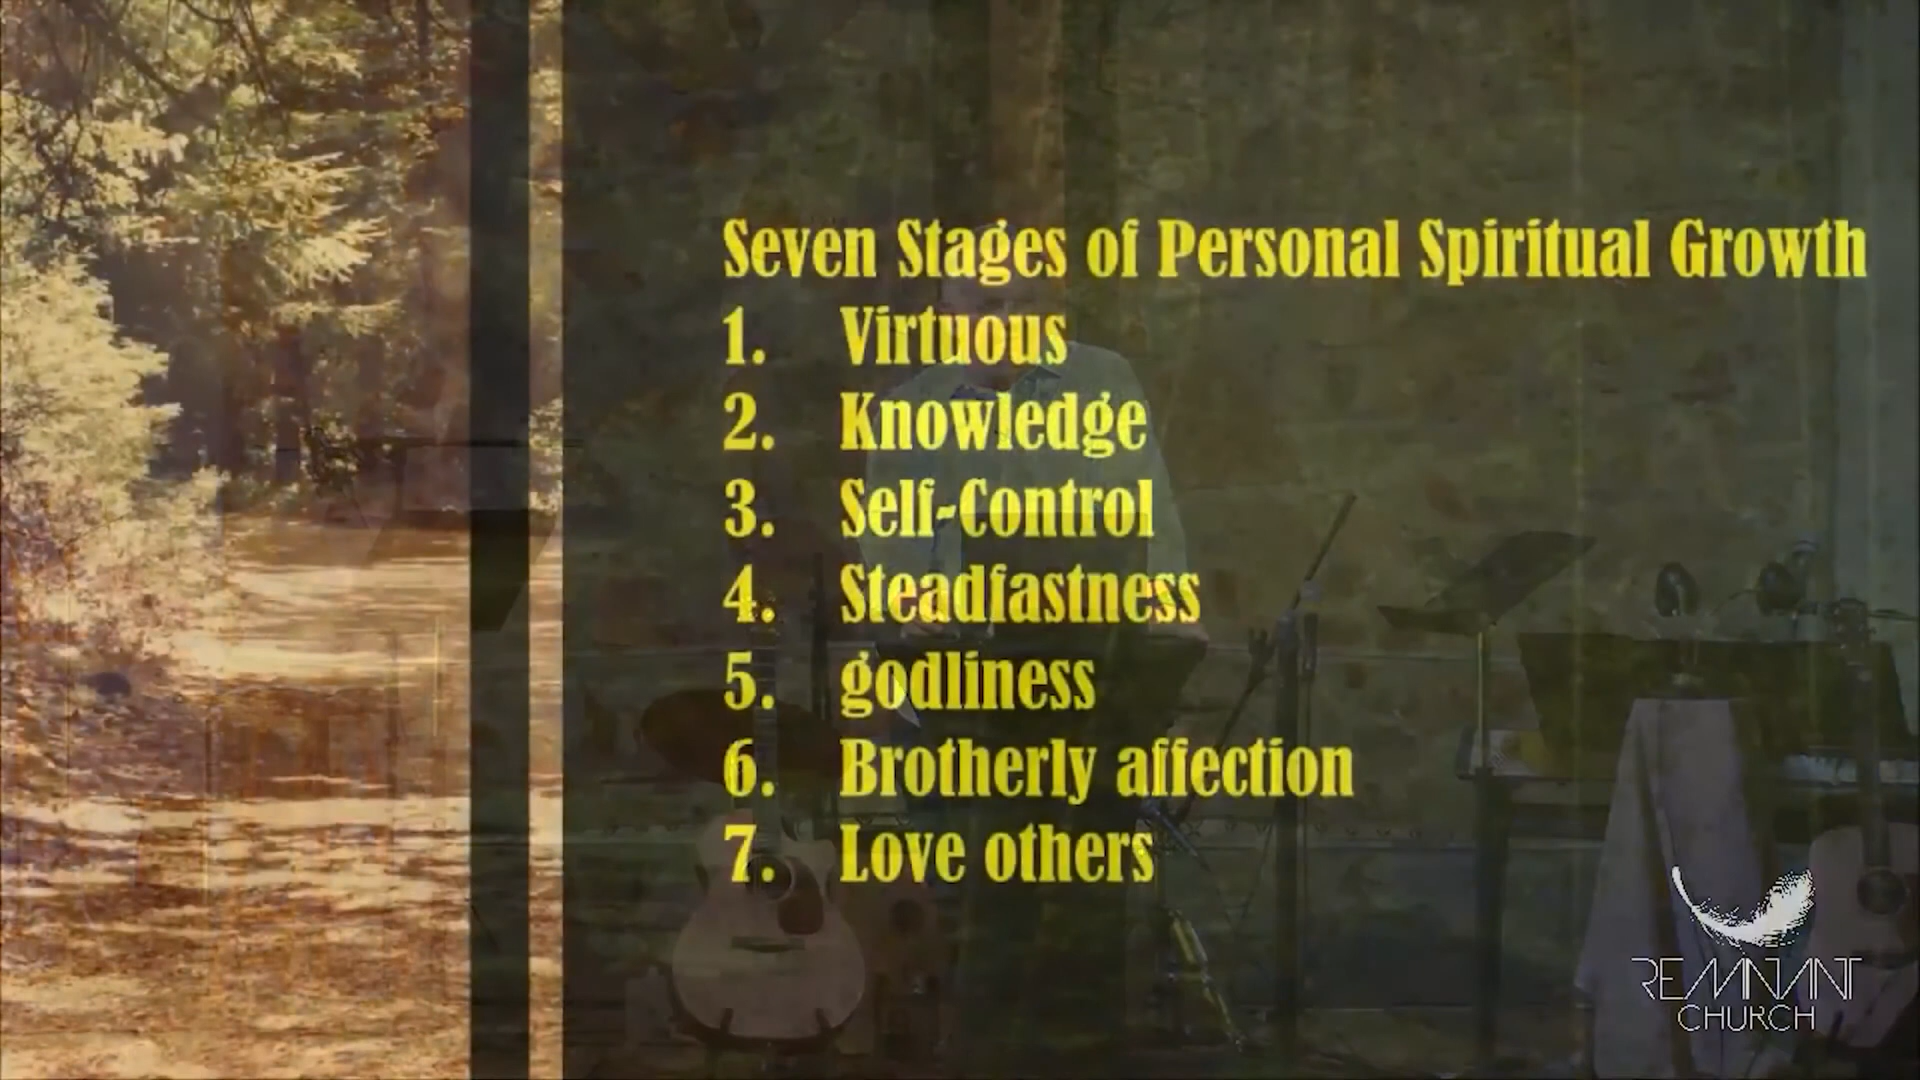 Seven Stages of Personal Spiritual Growth
1. Virtuous
2. Knowledge
3. Self-Control
4. Steadfastness
5. godliness
6. Brotherly affection
7. Love others
REMNANT
CHURCH